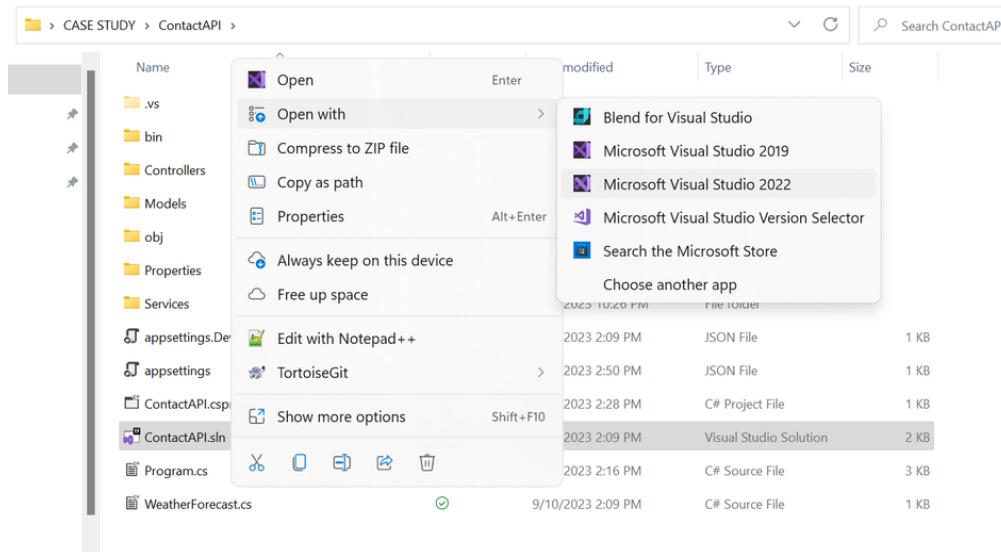 CASE STUDY > ContactAPI >
Search ContactAP
Name modified Type Size
.vs
bin
Controllers
Models
obj
Properties
Services 2023 10:26 PM File folder
appsettings.De 2023 2:09 PM JSON File 1 KB
appsettings 2023 2:50 PM JSON File 1 KB
ContactAPI.csp 2023 2:28 PM C# Project File 1 KB
ContactAPI.sln 2023 2:09 PM Visual Studio Solution 2 KB
Program.cs 2023 2:16 PM C# Source File 3 KB
WeatherForecast.cs 9/10/2023 2:09 PM C# Source File 1 KB
Open Enter
Open with
Compress to ZIP file
Copy as path
Properties Alt+Enter
Always keep on this device
Free up space
Edit with Notepad++
TortoiseGit
Show more options Shift+F10
Blend for Visual Studio
Microsoft Visual Studio 2019
Microsoft Visual Studio 2022
Microsoft Visual Studio Version Selector
Search the Microsoft Store
Choose another app